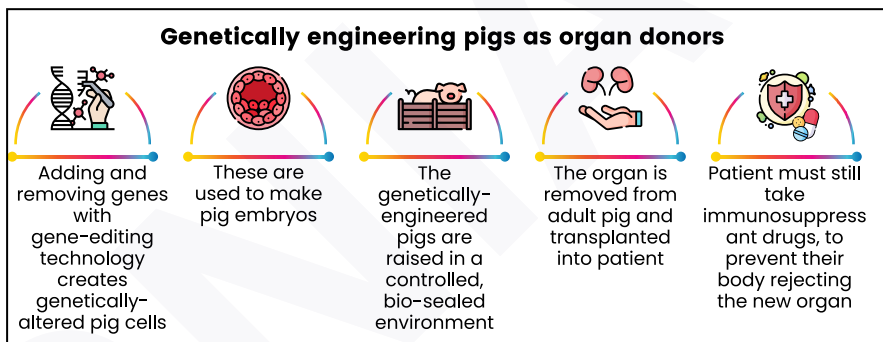 Genetically engineering pigs as organ donors
Adding and
removing genes
with
gene-editing
technology
creates
genetically-
altered pig cells
These are
used to make
pig embryos
The
genetically-
engineered
pigs are
raised in a
controlled,
bio-sealed
environment
The organ is
removed from
adult pig and
transplanted
into patient
Patient must still
take
immunosuppress
ant drugs, to
prevent their
body rejecting
the new organ